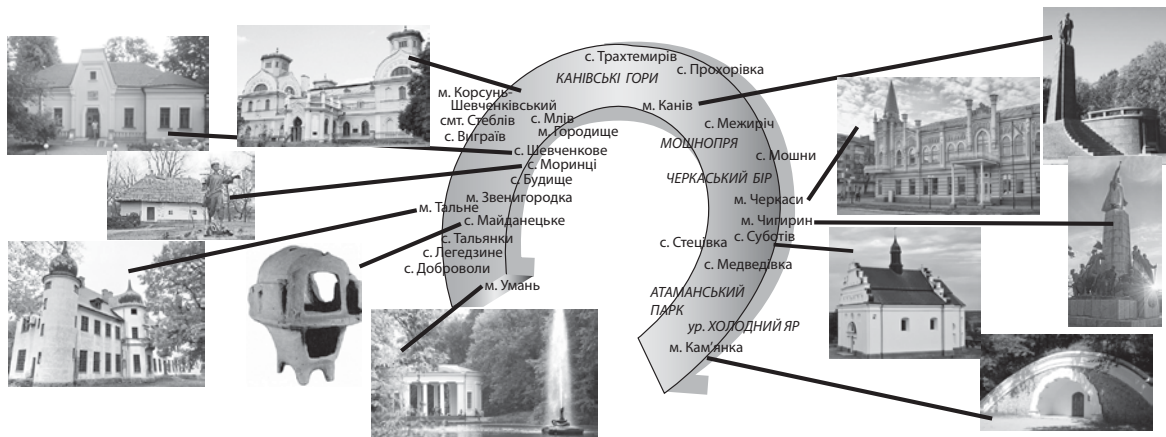 с. Трахтемирів
КАНІВСЬКІ ГОРИ
с. Прохорівка
м. Корсунь-
Шевченківський
смт. Стеблів
с. Виграїв
с. Млів
м. Городище
с. Шевченкове
с. Моринці
с. Будище
м. Звенигородка
м. Тальне
с. Майданецьке
с. Тальянки
с. Легедзине
с. Доброволи
м. Умань
м. Канів
с. Межиріч
МОШНОПРЯ
с. Мошни
ЧЕРКАСЬКИЙ БІР
м. Черкаси
м. Чигирин
с. Суботів
с. Стецівка
с. Медведівка
АТАМАНСЬКИЙ
ПАРК
ур. ХОЛОДНИЙ ЯР
м. Кам'янка